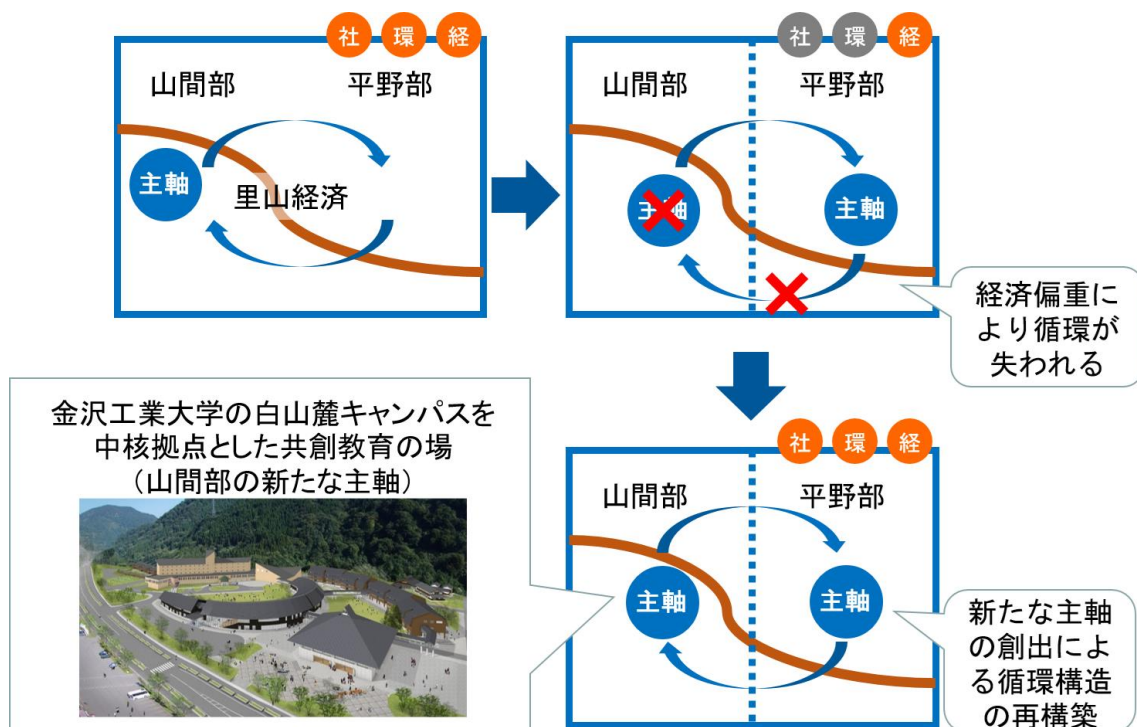 社 環 経
山間部 平野部
主軸
里山経済
社 環 経
山間部 平野部
主軸 主軸
経済偏重に
より循環が
失われる
金沢工業大学の白山麓キャンパスを
中核拠点とした共創教育の場
（山間部の新たな主軸）
社 環 経
山間部 平野部
主軸 主軸
新たな主軸
の創出によ
る循環構造
の再構築